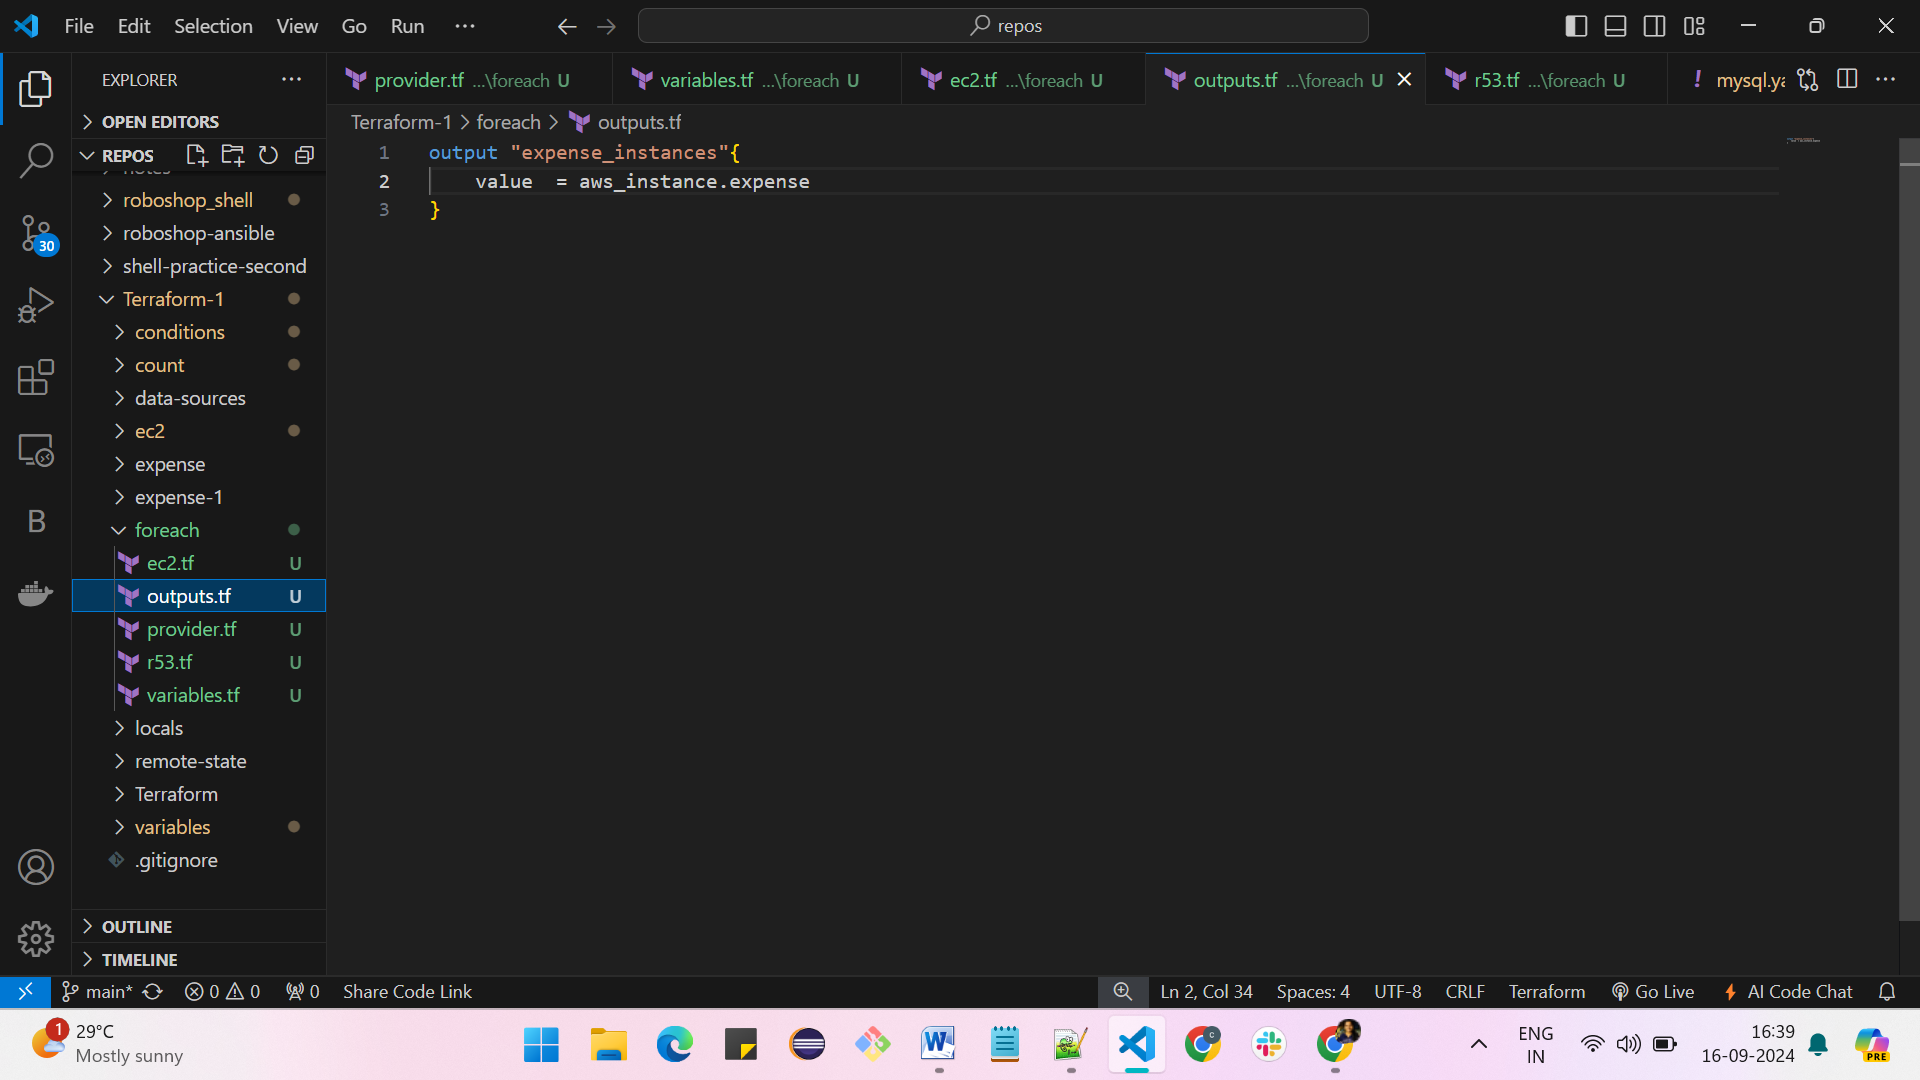 File Edit Selection View Go Run ...
repos
EXPLORER
OPEN EDITORS
REPOS
notes
roboshop_shell
roboshop-ansible
shell-practice-second
Terraform-1
conditions
count
data-sources
ec2
expense
expense-1
foreach
ec2.tf U
outputs.tf U
provider.tf U
r53.tf U
variables.tf U
locals
remote-state
Terraform
variables
.gitignore
OUTLINE
TIMELINE
30
B
provider.tf ...\foreach U
variables.tf ...\foreach U
ec2.tf ...\foreach U
outputs.tf ...\foreach U
r53.tf ...\foreach U
! mysql.ya
Terraform-1 > foreach > outputs.tf
1 output "expense_instances"{
2 value  = aws_instance.expense
3 }
main* 0 0 0 Share Code Link
Ln 2, Col 34 Spaces: 4 UTF-8 CRLF Terraform Go Live AI Code Chat
1
29°C
Mostly sunny
W
C
ENG
IN
16:39
16-09-2024
PRE